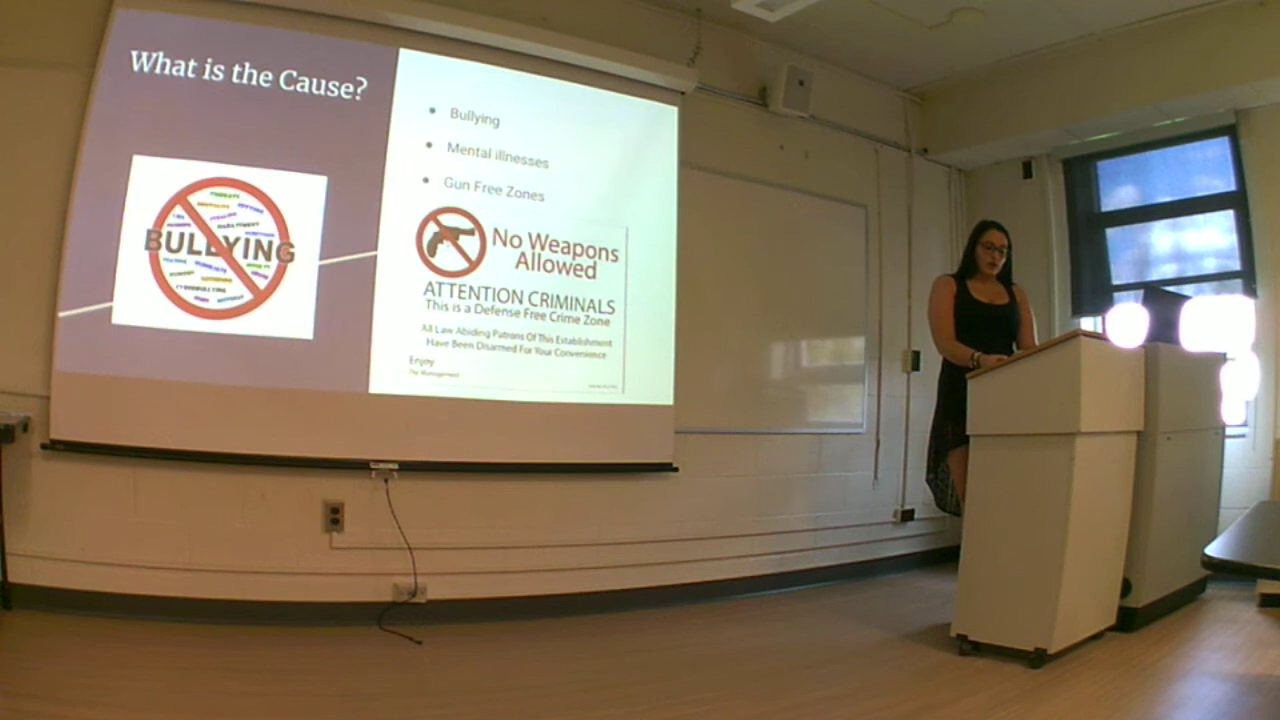 What is the Cause?
BULLYING
CYBERBULLYING
Bullying
Mental illnesses
Gun Free Zones
No Weapons
Allowed
ATTENTION CRIMINALS
This is a Defense Free Crime Zone
All Law Abiding Patrons Of This Establishment
Have Been Disarmed For Your Convenience
Enjoy
The Management